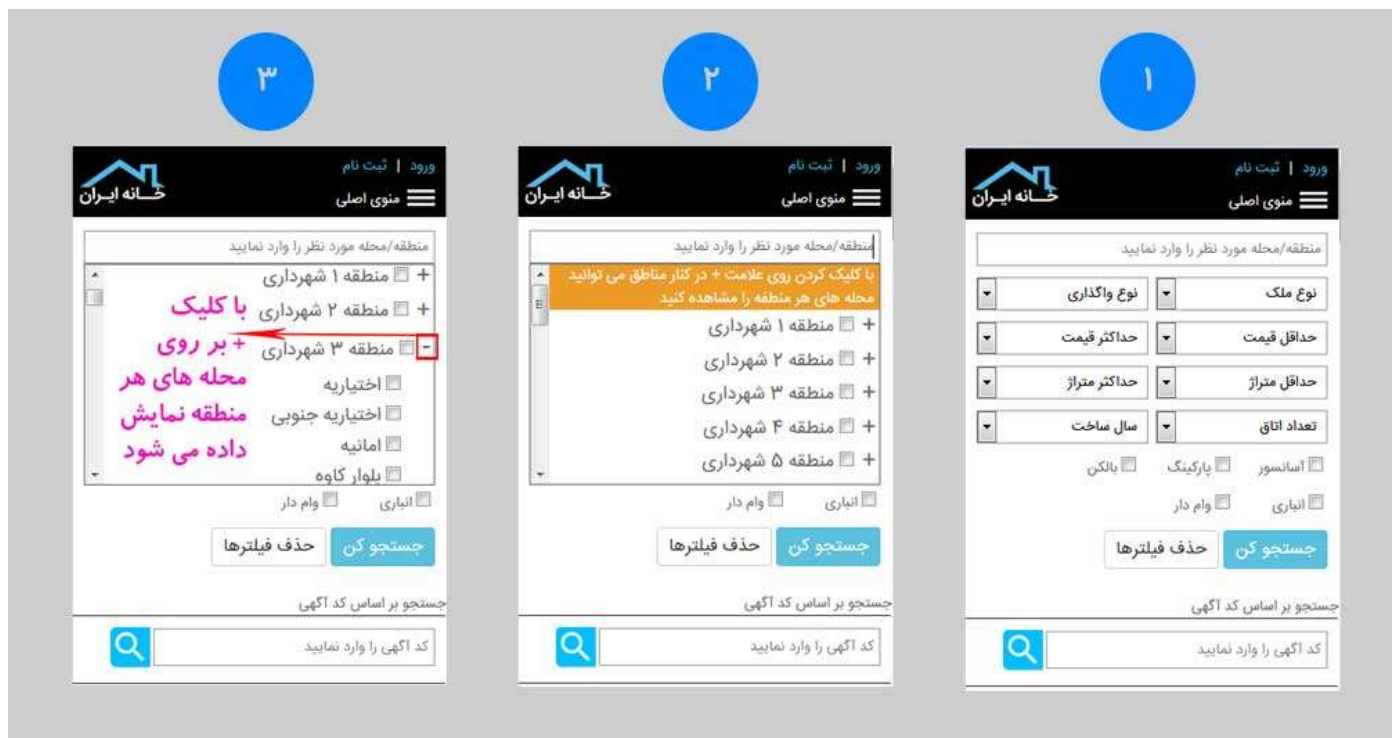 ۱
ورود | ثبت نام
منوی اصلی
خانه ایران
منطقه/محله مورد نظر را وارد نمایید
نوع ملک
نوع واگذاری
حداقل قیمت
حداکثر قیمت
حداقل متراژ
حداکثر متراژ
تعداد اتاق
سال ساخت
آسانسور
پارکینگ
بالکن
انباری
وام دار
جستجو کن
حذف فیلترها
جستجو بر اساس کد آگهی
کد آگهی را وارد نمایید
۲
ورود | ثبت نام
منوی اصلی
خانه ایران
منطقه/محله مورد نظر را وارد نمایید
با کلیک کردن روی علامت + در کنار مناطق می توانید
محله های هر منطقه را مشاهده کنید
+ منطقه ۱ شهرداری
+ منطقه ۲ شهرداری
+ منطقه ۳ شهرداری
+ منطقه ۴ شهرداری
+ منطقه ۵ شهرداری
انباری
وام دار
جستجو کن
حذف فیلترها
جستجو بر اساس کد آگهی
کد آگهی را وارد نمایید
۳
ورود | ثبت نام
منوی اصلی
خانه ایران
منطقه/محله مورد نظر را وارد نمایید
+ منطقه ۱ شهرداری
+ منطقه ۲ شهرداری
- منطقه ۳ شهرداری
اختیاریه
اختیاریه جنوبی
امانیه
بلوار کاوه
با کلیک
بر روی +
محله های هر
منطقه نمایش
داده می شود
انباری
وام دار
جستجو کن
حذف فیلترها
جستجو بر اساس کد آگهی
کد آگهی را وارد نمایید